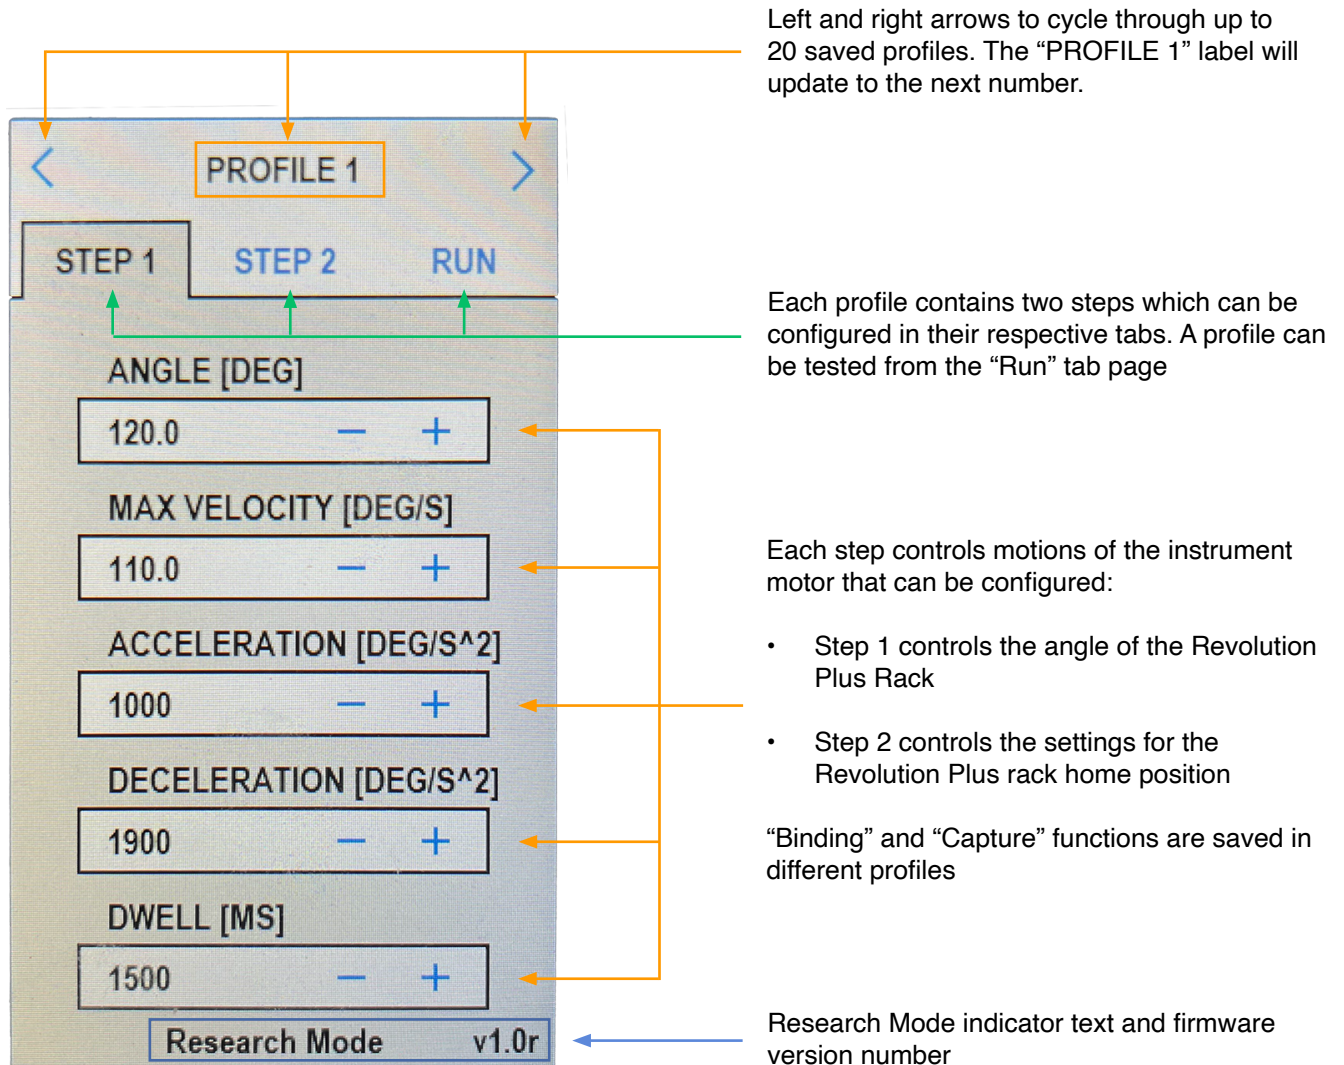 Left and right arrows to cycle through up to
20 saved profiles. The “PROFILE 1” label will
update to the next number.
PROFILE 1
STEP 1 STEP 2 RUN
Each profile contains two steps which can be
configured in their respective tabs. A profile can
be tested from the “Run” tab page
ANGLE [DEG]
120.0 − +
MAX VELOCITY [DEG/S]
110.0 − +
Each step controls motions of the instrument
motor that can be configured:
ACCELERATION [DEG/S^2]
1000 − +
• Step 1 controls the angle of the Revolution
Plus Rack
• Step 2 controls the settings for the
Revolution Plus rack home position
DECELERATION [DEG/S^2]
1900 − +
“Binding” and “Capture” functions are saved in
different profiles
DWELL [MS]
1500 − +
Research Mode v1.0r
Research Mode indicator text and firmware
version number